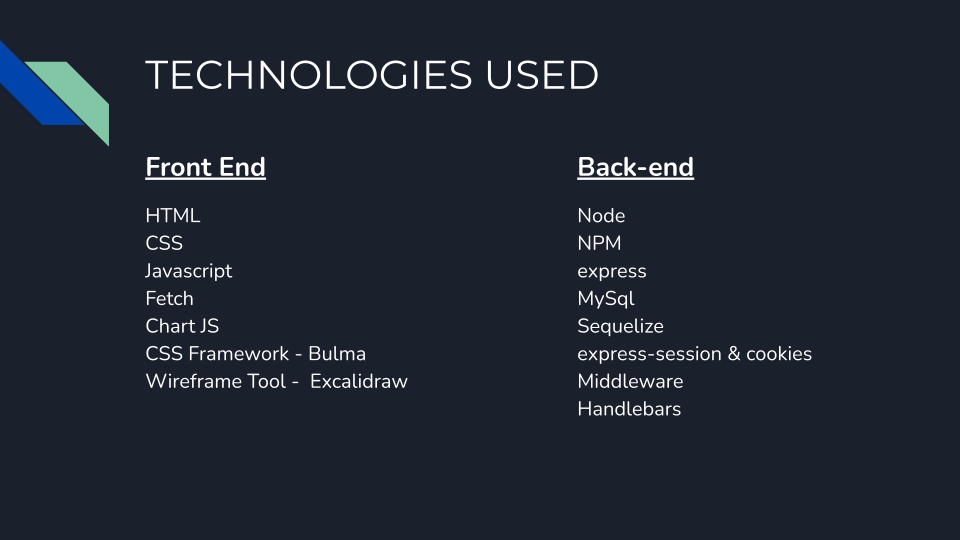 TECHNOLOGIES USED
Front End
HTML
CSS
Javascript
Fetch
Chart JS
CSS Framework - Bulma
Wireframe Tool -  Excalidraw
Back-end
Node
NPM
express
MySql
Sequelize
express-session & cookies
Middleware
Handlebars